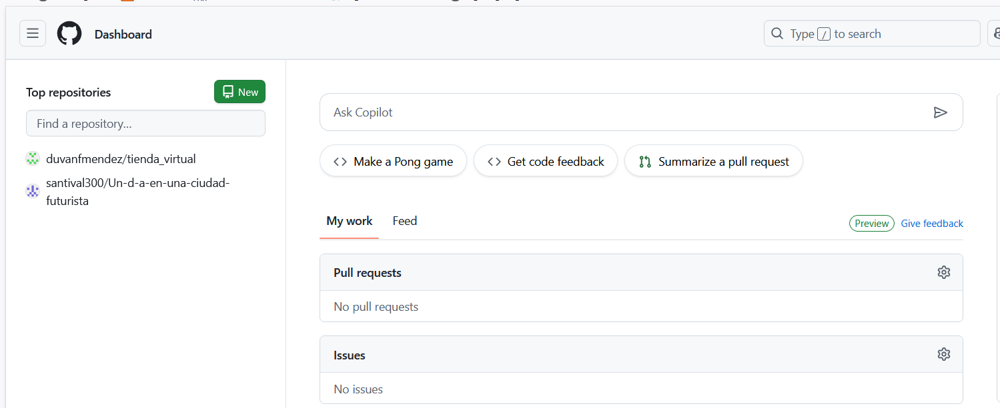 Dashboard
Type / to search
Top repositories
New
Find a repository...
duvanfmendez/tienda_virtual
santival300/Un-d-a-en-una-ciudad-
futurista
Ask Copilot
Make a Pong game
Get code feedback
Summarize a pull request
My work
Feed
Preview
Give feedback
Pull requests
No pull requests
Issues
No issues